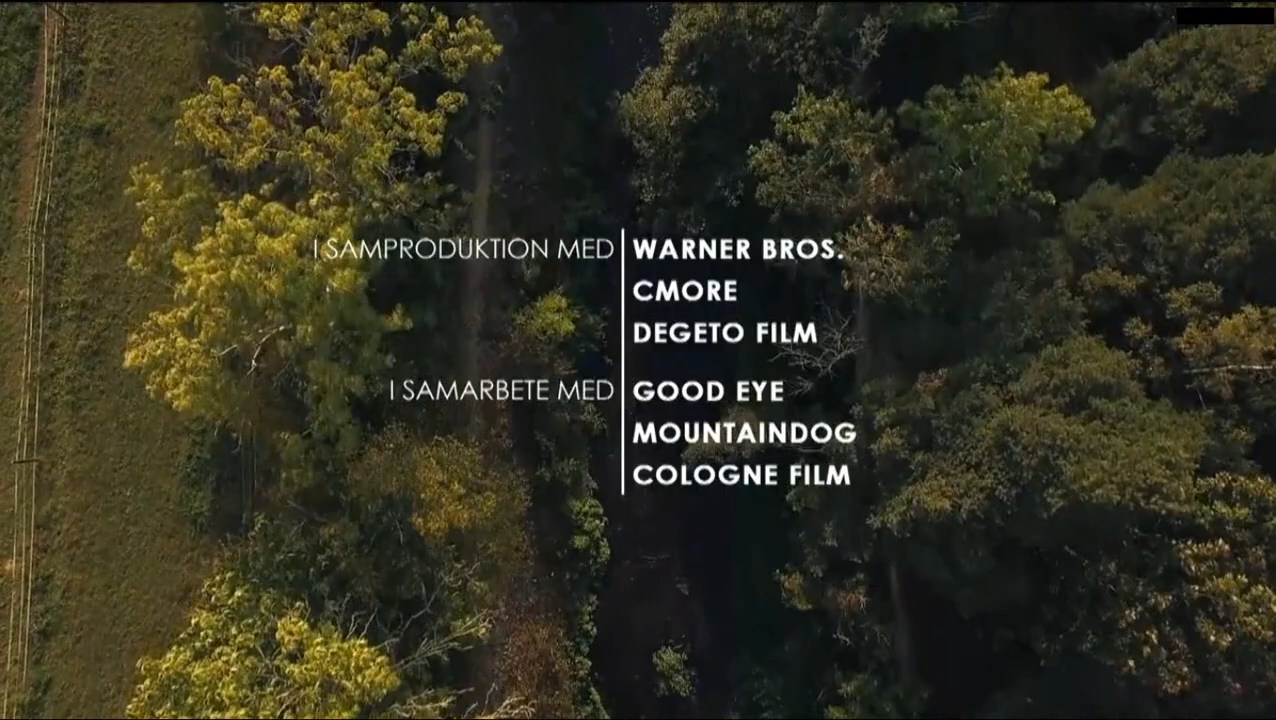 I SAMPRODUKTION MED WARNER BROS.
CMORE
DEGETO FILM
I SAMARBETE MED GOOD EYE
MOUNTAINDOG
COLOGNE FILM